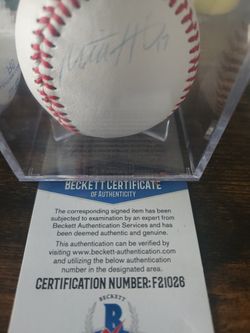 BECKETT CERTIFICATE
OF AUTHENTICITY
The corresponding signed item has been
subjected to examination by an expert from
Beckett Authentication Services and has
been deemed authentic and genuine.
This authentication can be verified by
visiting www.beckett-authentication.com
and utilizing the below number
in the designated area.
CERTIFICATION NUMBER: F21028
BECKETT
B